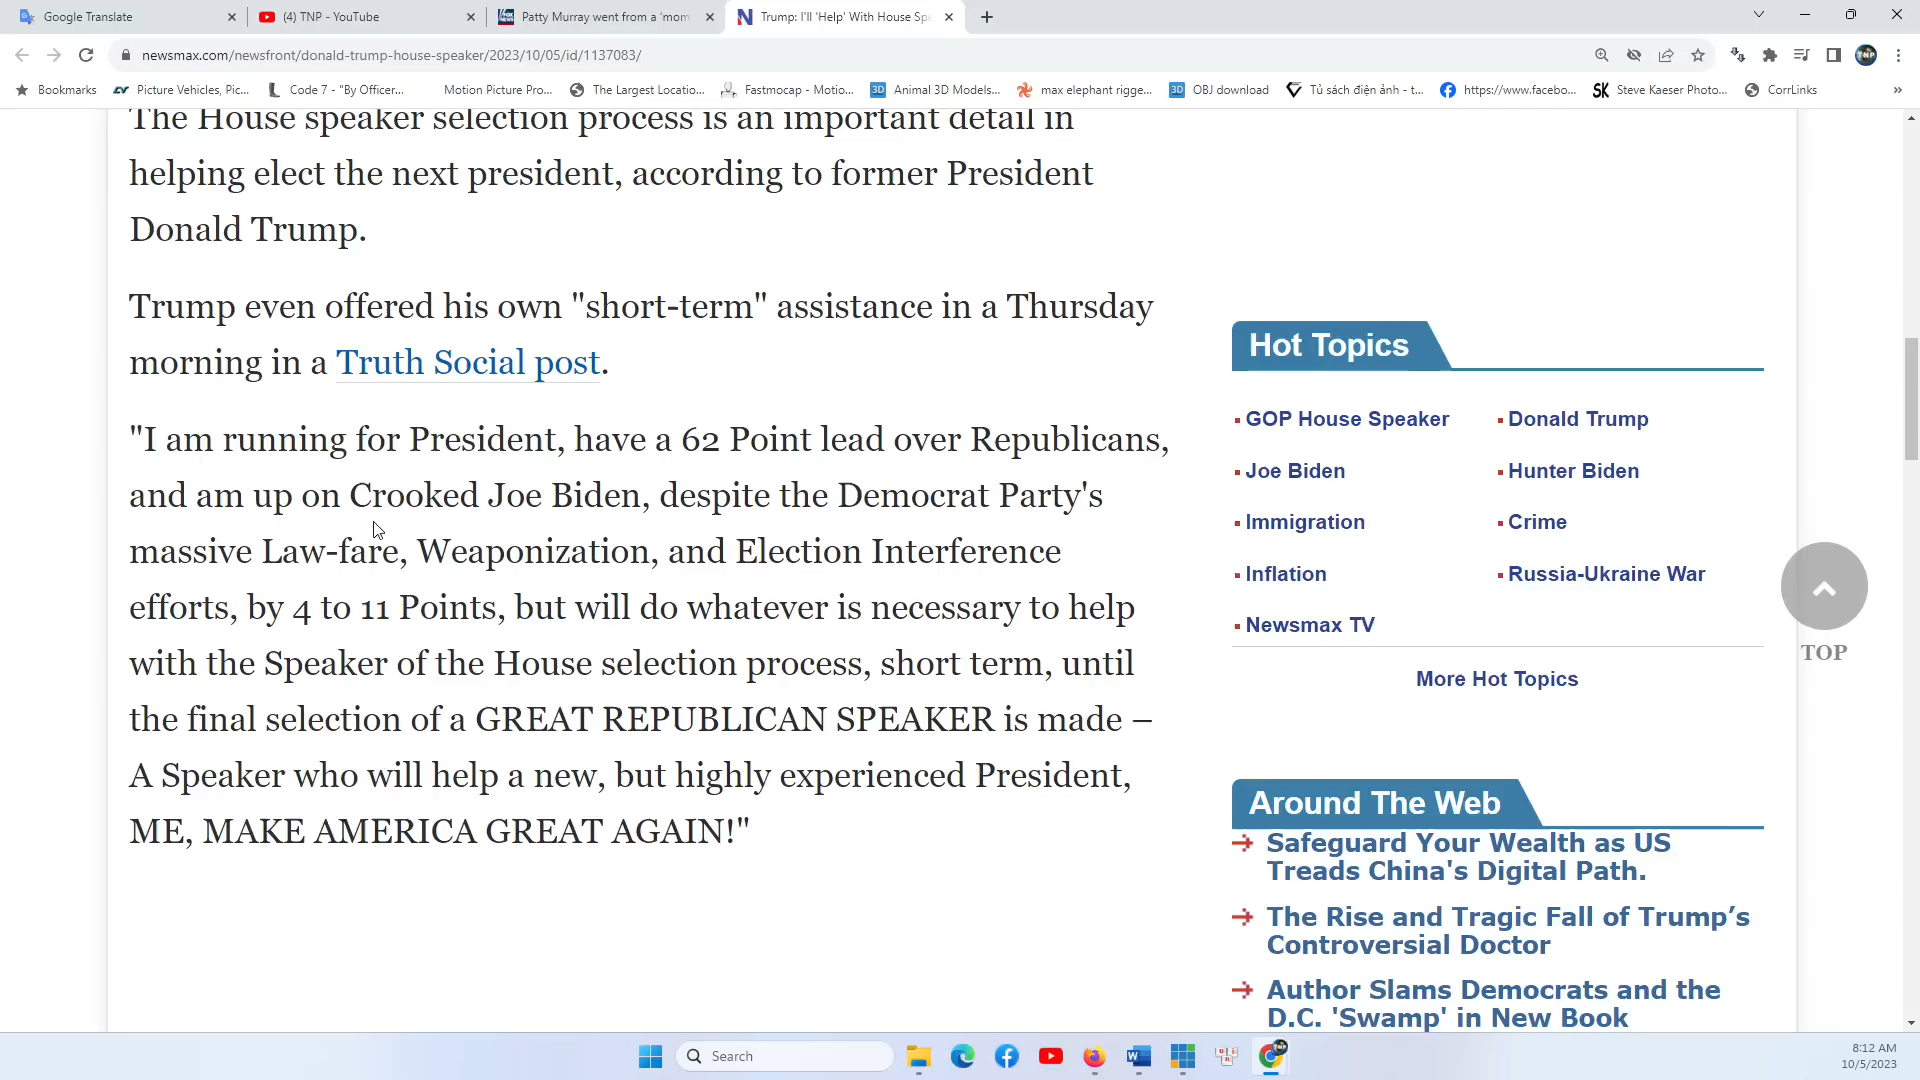 Google Translate
(4) TNP - YouTube
Patty Murray went from a 'mom
Trump: I'll 'Help' With House Spe
newsmax.com/newsfront/donald-trump-house-speaker/2023/10/05/id/1137083/
Bookmarks
Picture Vehicles, Pic...
Code 7 - "By Officer...
Motion Picture Pro...
The Largest Locatio...
Fastmocap - Motio...
Animal 3D Models...
max elephant rigge...
OBJ download
Tủ sách điện ảnh - t...
https://www.facebo...
Steve Kaeser Photo...
CorrLinks
»
The House speaker selection process is an important detail in
helping elect the next president, according to former President
Donald Trump.
Trump even offered his own "short-term" assistance in a Thursday
morning in a Truth Social post.
"I am running for President, have a 62 Point lead over Republicans,
and am up on Crooked Joe Biden, despite the Democrat Party's
massive Law-fare, Weaponization, and Election Interference
efforts, by 4 to 11 Points, but will do whatever is necessary to help
with the Speaker of the House selection process, short term, until
the final selection of a GREAT REPUBLICAN SPEAKER is made –
A Speaker who will help a new, but highly experienced President,
ME, MAKE AMERICA GREAT AGAIN!"
Hot Topics
GOP House Speaker
Donald Trump
Joe Biden
Hunter Biden
Immigration
Crime
Inflation
Russia-Ukraine War
Newsmax TV
More Hot Topics
TOP
Around The Web
Safeguard Your Wealth as US
Treads China's Digital Path.
The Rise and Tragic Fall of Trump’s
Controversial Doctor
Author Slams Democrats and the
D.C. 'Swamp' in New Book
Search
8:12 AM
10/5/2023